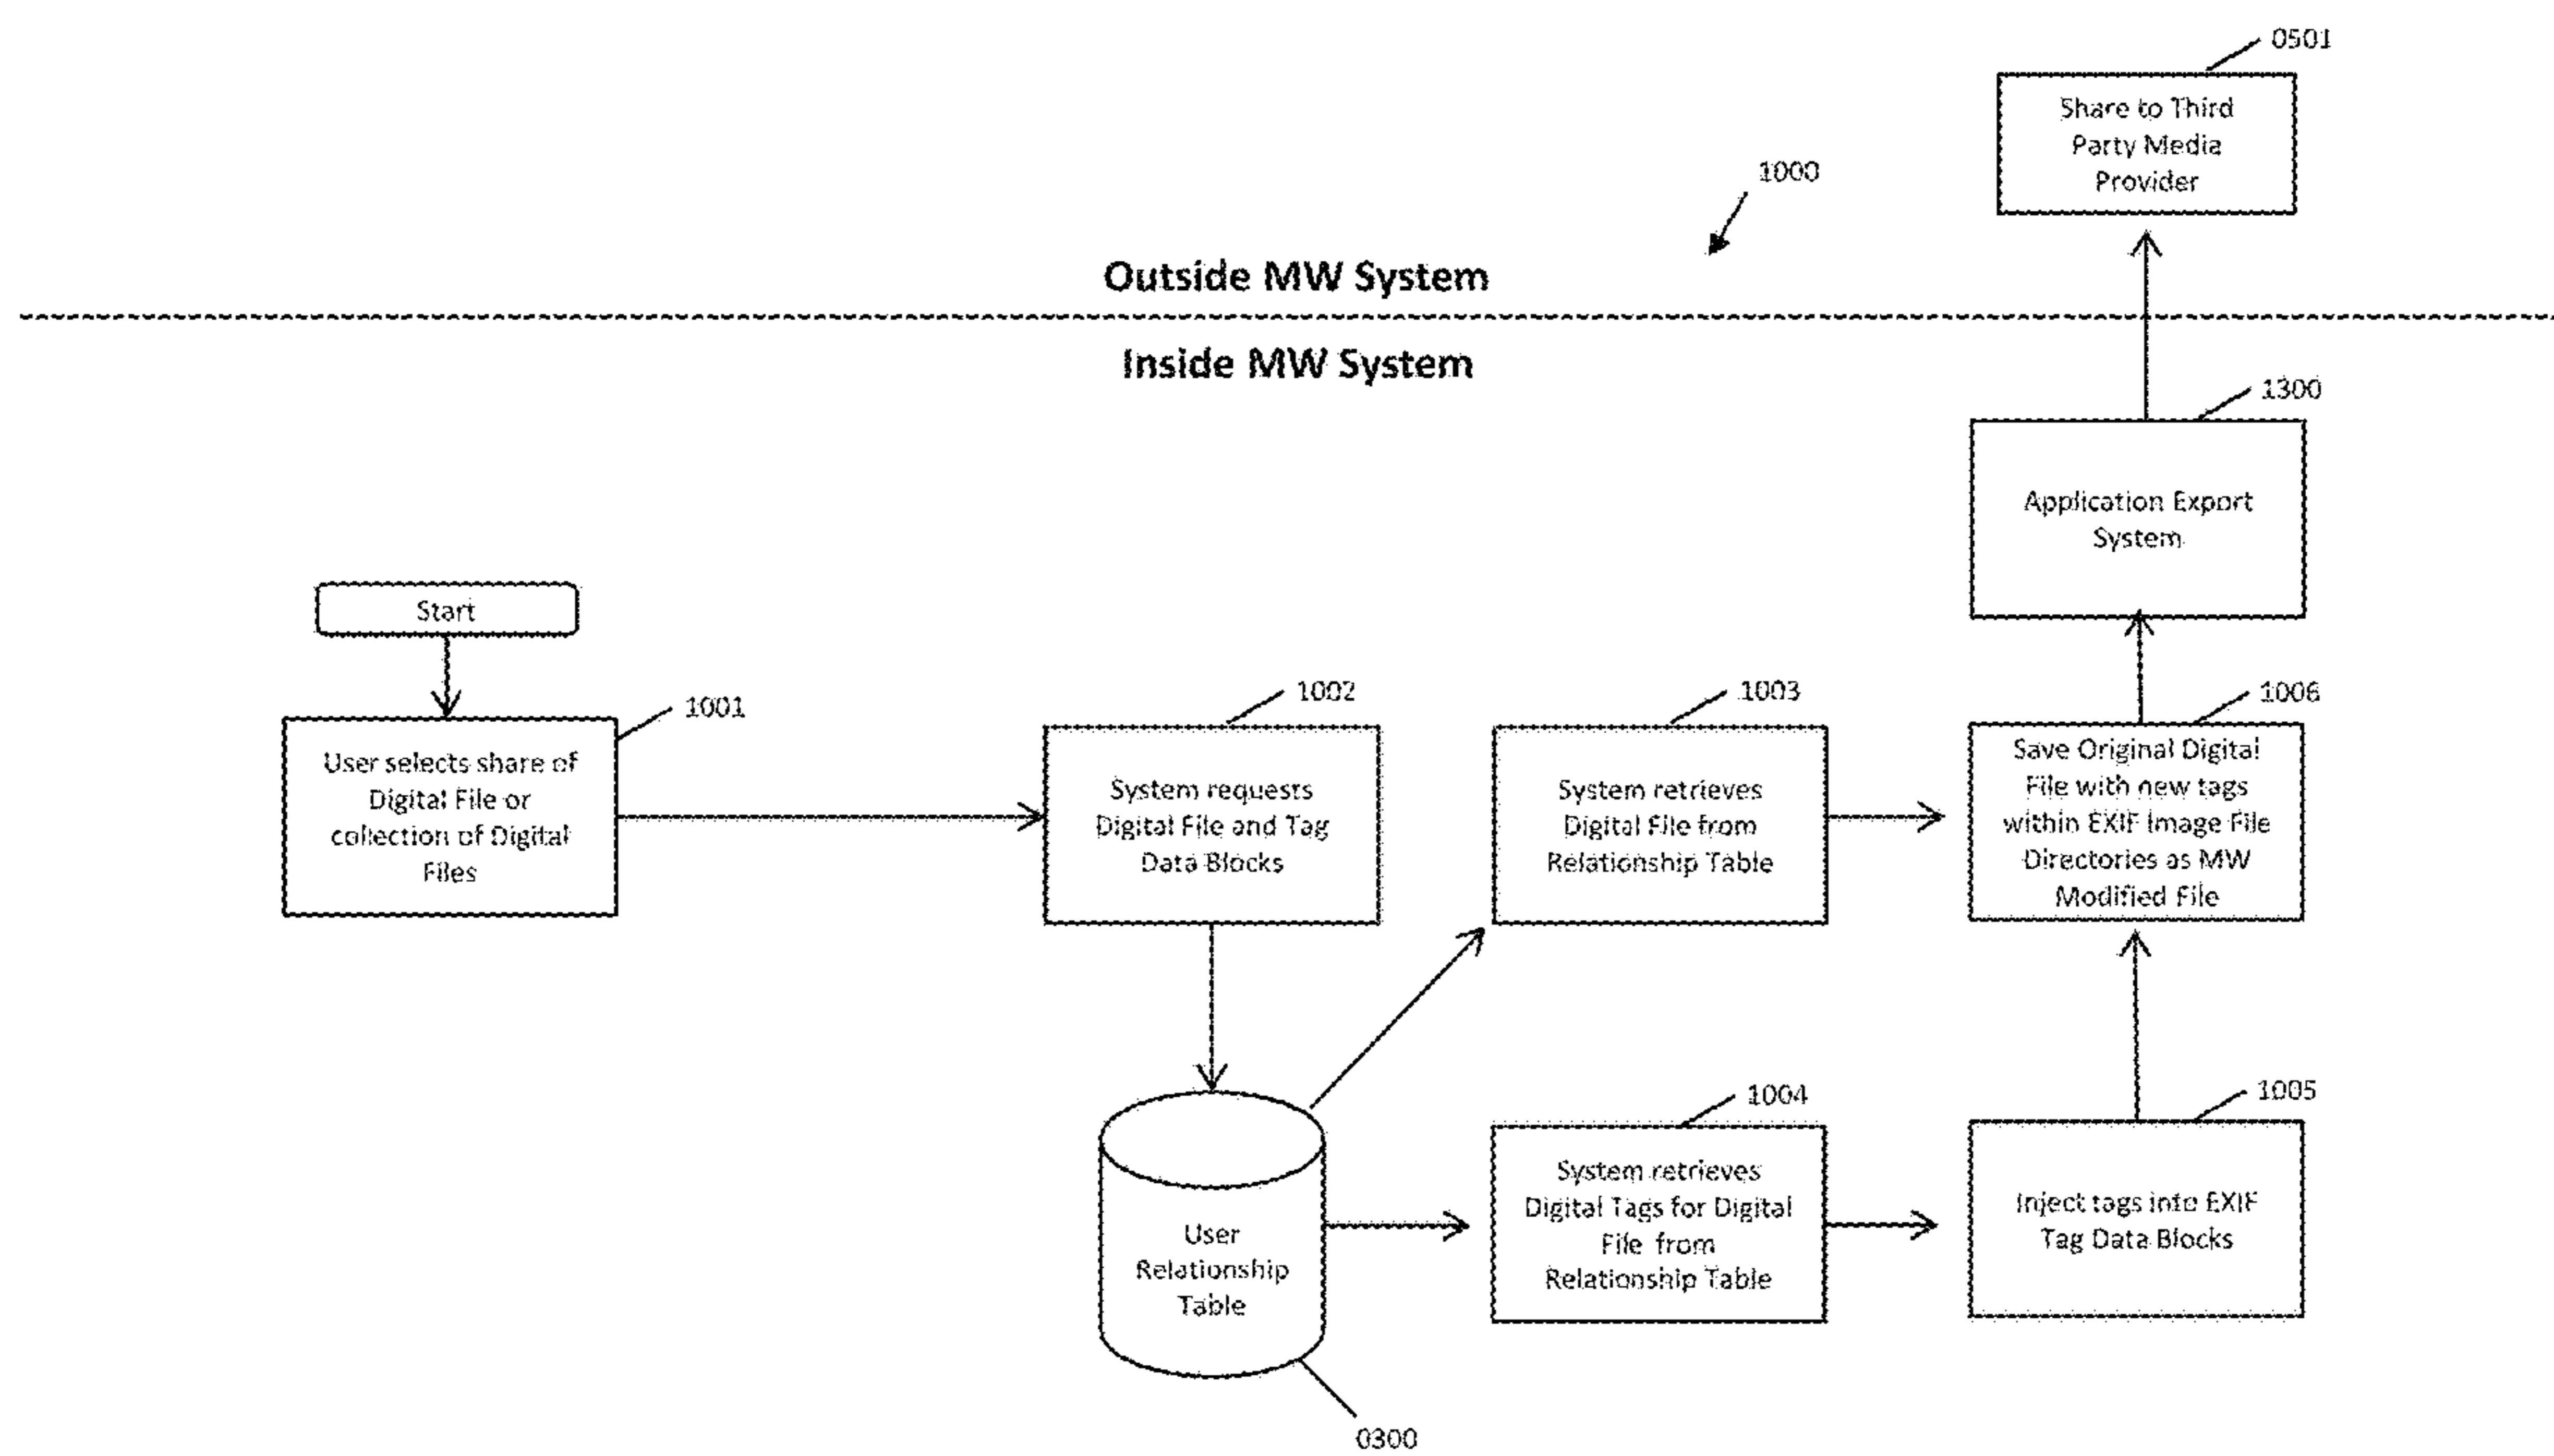 0501
Share to Third
Party Media
Provider
1000
Outside MW System
Inside MW System
1300
Application Export
System
Start
1001
User selects share of
Digital File or
collection of Digital
Files
1002
System requests
Digital File and Tag
Data Blocks
1003
System retrieves
Digital File from
Relationship Table
1006
Save Original Digital
File with new tags
within EXIF Image File
Directories as MW
Modified File
User
Relationship
Table
0300
1004
System retrieves
Digital Tags for Digital
File from
Relationship Table
1005
Inject tags into EXIF
Tag Data Blocks